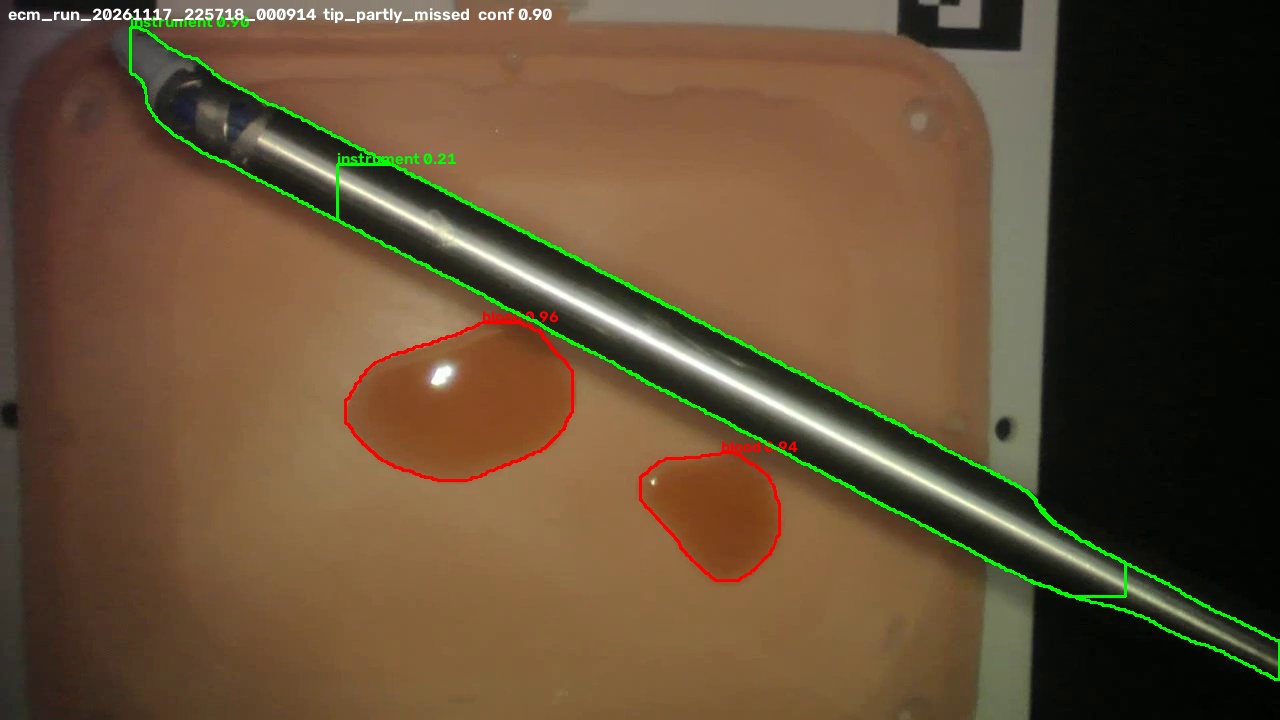 ecm_run_20261117_225718_000914 tip_partly_missed conf 0.90
instrument 0.90
instrument 0.21
blood 0.96
blood 0.94